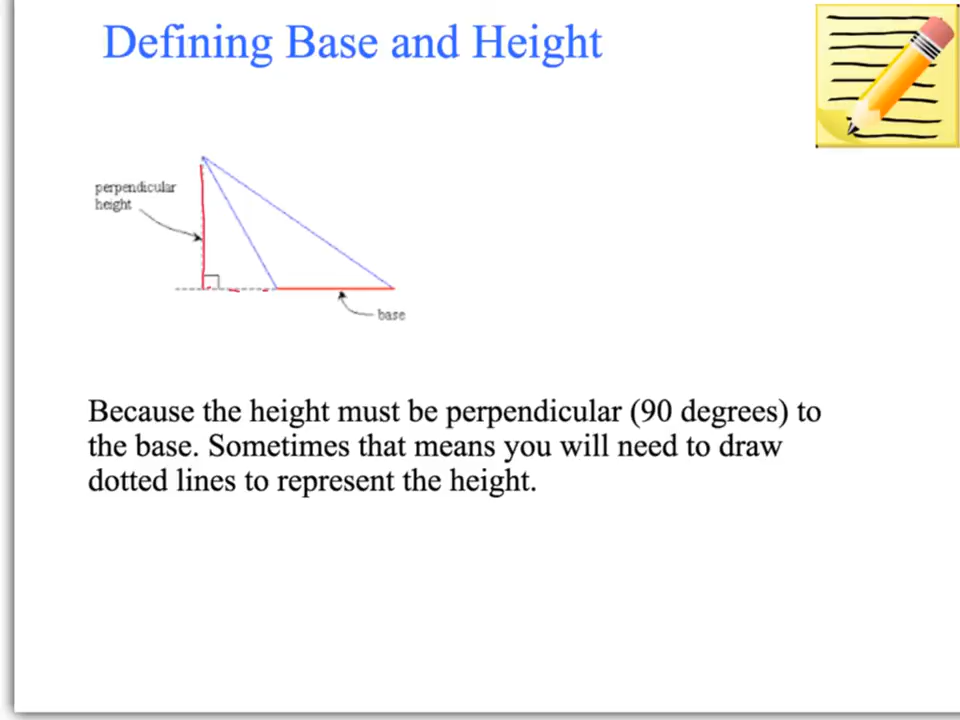 Defining Base and Height
perpendicular
height
base
Because the height must be perpendicular (90 degrees) to
the base. Sometimes that means you will need to draw
dotted lines to represent the height.